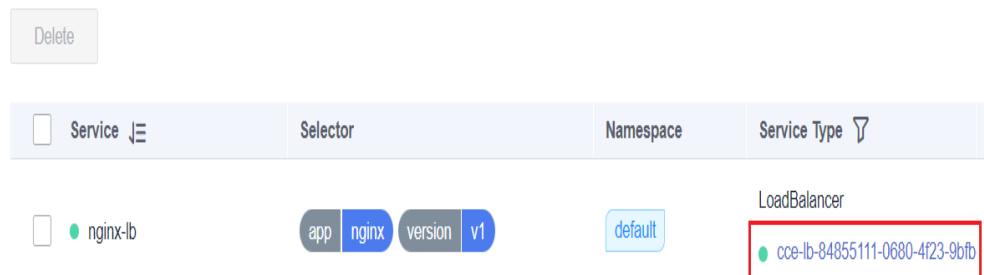 Delete
Service Selector Namespace Service Type
LoadBalancer
nginx-lb app nginx version v1 default
cce-lb-84855111-0680-4f23-9bfb